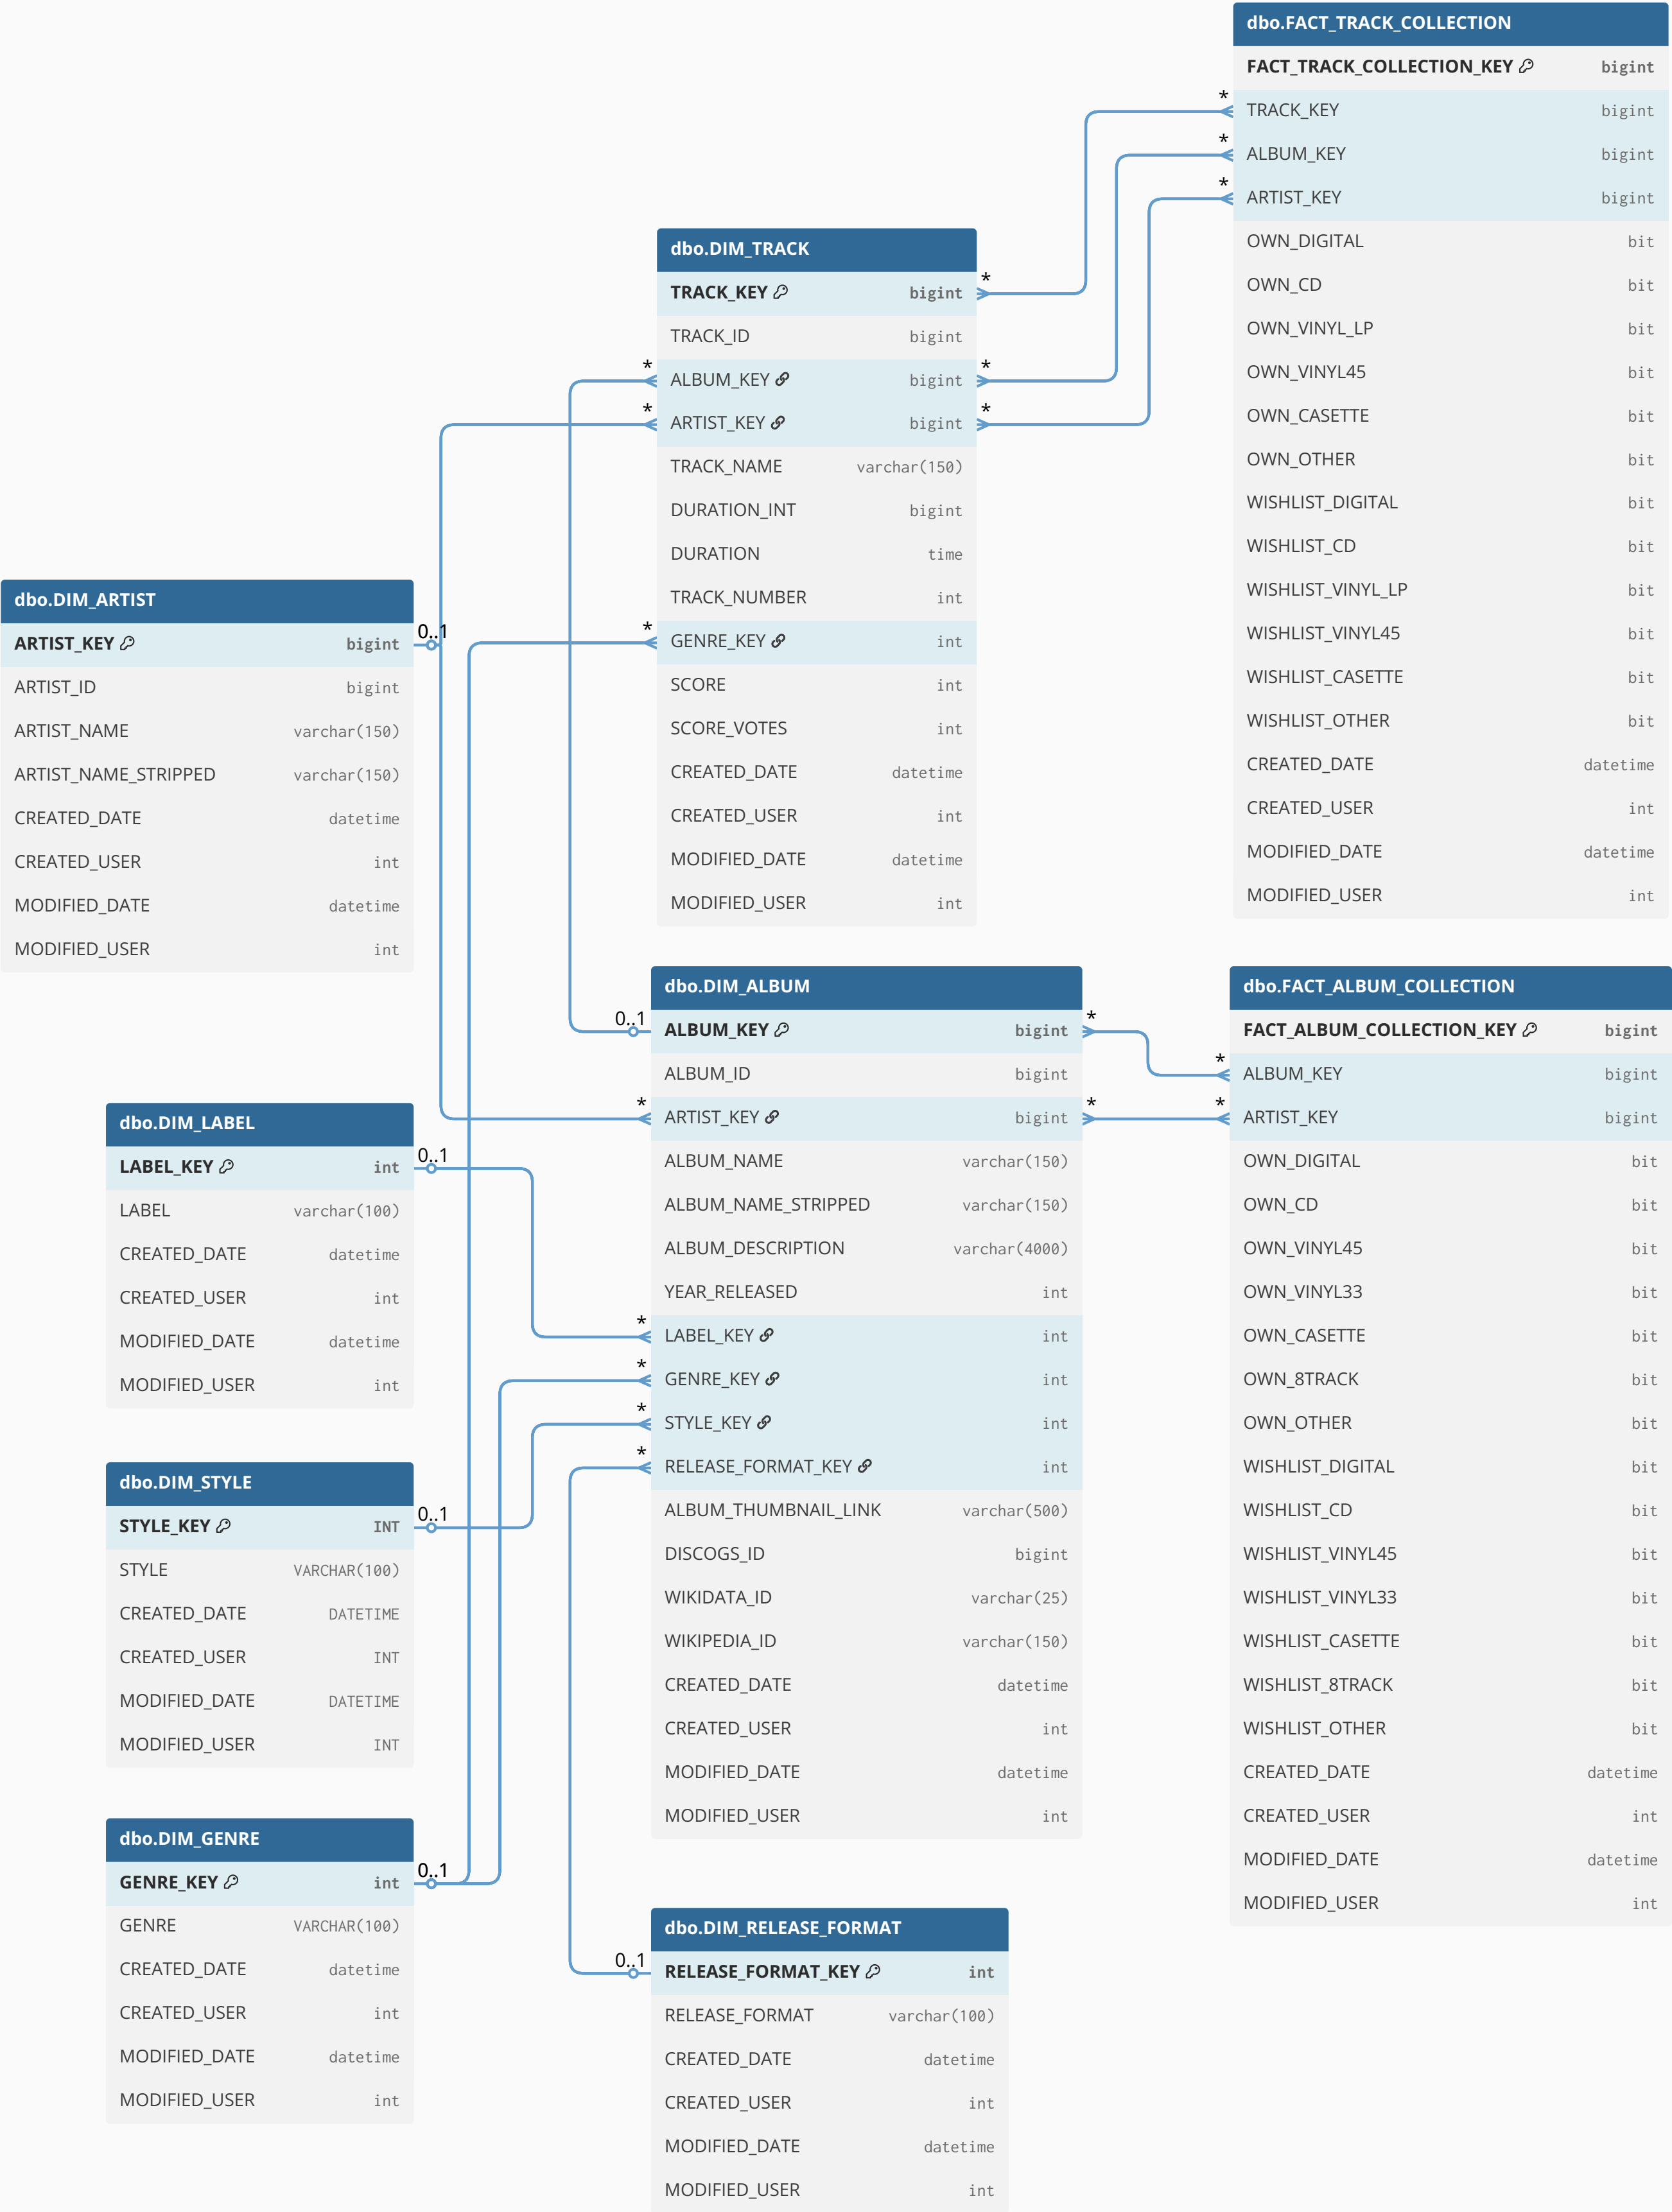 dbo.FACT_TRACK_COLLECTION
FACT_TRACK_COLLECTION_KEY bigint
* TRACK_KEY bigint
* ALBUM_KEY bigint
* ARTIST_KEY bigint
OWN_DIGITAL bit
OWN_CD bit
OWN_VINYL_LP bit
OWN_VINYL45 bit
OWN_CASETTE bit
OWN_OTHER bit
WISHLIST_DIGITAL bit
WISHLIST_CD bit
WISHLIST_VINYL_LP bit
WISHLIST_VINYL45 bit
WISHLIST_CASETTE bit
WISHLIST_OTHER bit
CREATED_DATE datetime
CREATED_USER int
MODIFIED_DATE datetime
MODIFIED_USER int
dbo.DIM_TRACK
TRACK_KEY bigint *
TRACK_ID bigint
* ALBUM_KEY bigint *
* ARTIST_KEY bigint *
TRACK_NAME varchar(150)
DURATION_INT bigint
DURATION time
TRACK_NUMBER int
* GENRE_KEY int
SCORE int
SCORE_VOTES int
CREATED_DATE datetime
CREATED_USER int
MODIFIED_DATE datetime
MODIFIED_USER int
dbo.DIM_ARTIST
ARTIST_KEY bigint 0..1
ARTIST_ID bigint
ARTIST_NAME varchar(150)
ARTIST_NAME_STRIPPED varchar(150)
CREATED_DATE datetime
CREATED_USER int
MODIFIED_DATE datetime
MODIFIED_USER int
dbo.DIM_ALBUM
0..1 ALBUM_KEY bigint *
ALBUM_ID bigint
* ARTIST_KEY bigint *
ALBUM_NAME varchar(150)
ALBUM_NAME_STRIPPED varchar(150)
ALBUM_DESCRIPTION varchar(4000)
YEAR_RELEASED int
* LABEL_KEY int
* GENRE_KEY int
* STYLE_KEY int
* RELEASE_FORMAT_KEY int
ALBUM_THUMBNAIL_LINK varchar(500)
DISCOGS_ID bigint
WIKIDATA_ID varchar(25)
WIKIPEDIA_ID varchar(150)
CREATED_DATE datetime
CREATED_USER int
MODIFIED_DATE datetime
MODIFIED_USER int
dbo.FACT_ALBUM_COLLECTION
FACT_ALBUM_COLLECTION_KEY bigint
* ALBUM_KEY bigint
* ARTIST_KEY bigint
OWN_DIGITAL bit
OWN_CD bit
OWN_VINYL45 bit
OWN_VINYL33 bit
OWN_CASETTE bit
OWN_8TRACK bit
OWN_OTHER bit
WISHLIST_DIGITAL bit
WISHLIST_CD bit
WISHLIST_VINYL45 bit
WISHLIST_VINYL33 bit
WISHLIST_CASETTE bit
WISHLIST_8TRACK bit
WISHLIST_OTHER bit
CREATED_DATE datetime
CREATED_USER int
MODIFIED_DATE datetime
MODIFIED_USER int
dbo.DIM_LABEL
LABEL_KEY int 0..1
LABEL varchar(100)
CREATED_DATE datetime
CREATED_USER int
MODIFIED_DATE datetime
MODIFIED_USER int
dbo.DIM_STYLE
STYLE_KEY INT 0..1
STYLE VARCHAR(100)
CREATED_DATE DATETIME
CREATED_USER INT
MODIFIED_DATE DATETIME
MODIFIED_USER INT
dbo.DIM_GENRE
GENRE_KEY int 0..1
GENRE VARCHAR(100)
CREATED_DATE datetime
CREATED_USER int
MODIFIED_DATE datetime
MODIFIED_USER int
dbo.DIM_RELEASE_FORMAT
0..1 RELEASE_FORMAT_KEY int
RELEASE_FORMAT varchar(100)
CREATED_DATE datetime
CREATED_USER int
MODIFIED_DATE datetime
MODIFIED_USER int